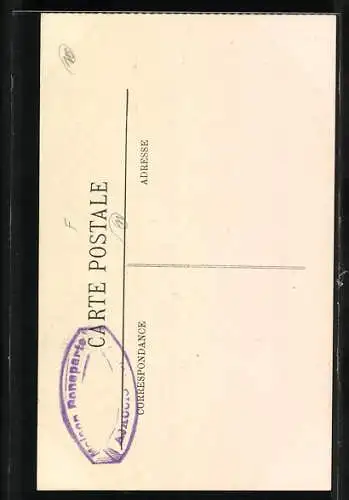 CARTE POSTALE
CORRESPONDANCE
ADRESSE
Maison Bonaparte
AJACCIO
F